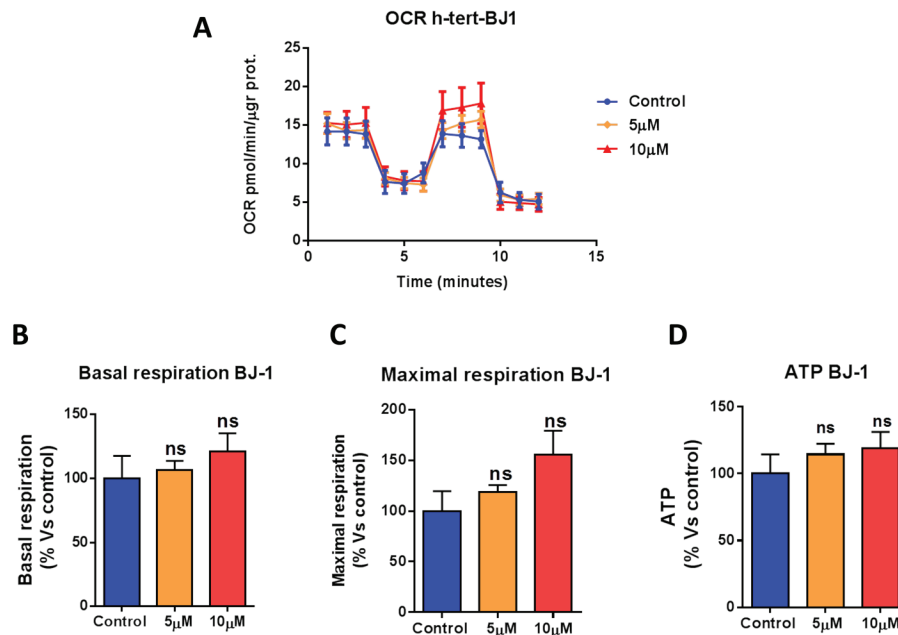 A
OCR h-tert-BJ1
OCR pmol/min/μgr prot.
25
20
15
10
5
0
0
5
10
15
Time (minutes)
Control
5μM
10μM
B
Basal respiration BJ-1
Basal respiration
(% Vs control)
150
100
50
0
ns
ns
Control
5μM
10μM
C
Maximal respiration BJ-1
Maximal respiration
(% Vs control)
200
150
100
50
0
ns
ns
Control
5μM
10μM
D
ATP BJ-1
ATP
(% Vs control)
150
100
50
0
ns
ns
Control
5μM
10μM